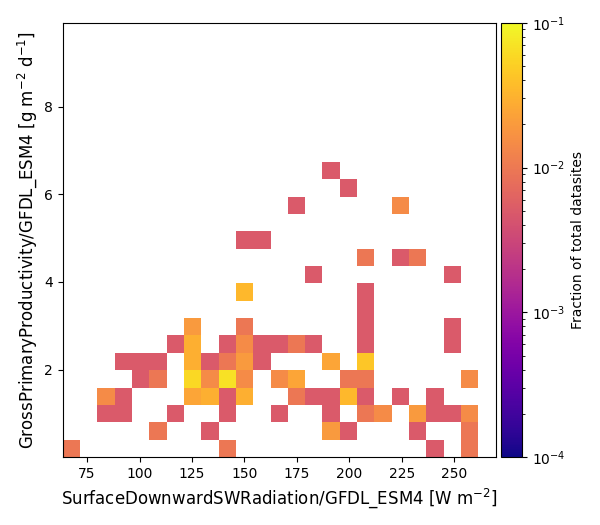 GrossPrimaryProductivity/GFDL_ESM4 [g m⁻² d⁻¹]
8
6
4
2
75 100 125 150 175 200 225 250
SurfaceDownwardSWRadiation/GFDL_ESM4 [W m⁻²]
10⁻¹
10⁻²
10⁻³
10⁻⁴
Fraction of total datasites